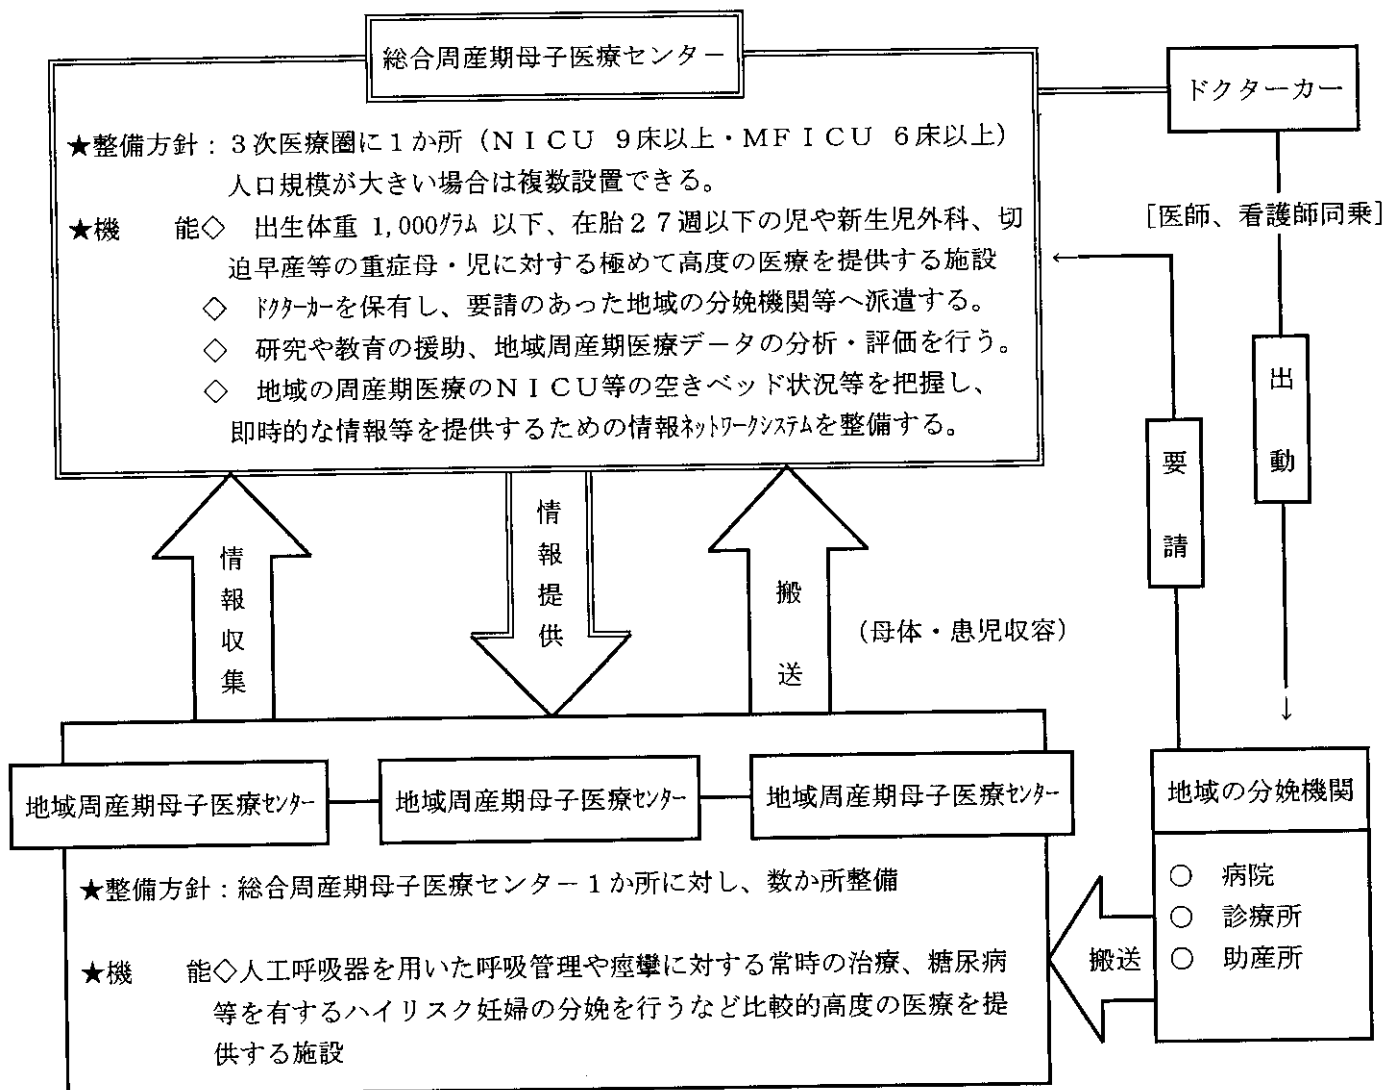 総合周産期母子医療センター
ドクターカー
★整備方針：３次医療圏に１か所（ＮＩＣＵ ９床以上・ＭＦＩＣＵ ６床以上）
人口規模が大きい場合は複数設置できる。
★機　　能◇　出生体重 1,000ｸﾞﾗﾑ 以下、在胎２７週以下の児や新生児外科、切
迫早産等の重症母・児に対する極めて高度の医療を提供する施設
◇　ﾄﾞｸﾀｰｶｰを保有し、要請のあった地域の分娩機関等へ派遣する。
◇　研究や教育の援助、地域周産期医療データの分析・評価を行う。
◇　地域の周産期医療のＮＩＣＵ等の空きベッド状況等を把握し、
即時的な情報等を提供するための情報ﾈｯﾄﾜｰｸｼｽﾃﾑを整備する。
[医師、看護師同乗]
出動
要請
情報収集
情報提供
搬送
（母体・患児収容）
地域周産期母子医療ｾﾝﾀｰ
地域周産期母子医療ｾﾝﾀｰ
地域周産期母子医療ｾﾝﾀｰ
★整備方針：総合周産期母子医療センター１か所に対し、数か所整備
★機　　能◇人工呼吸器を用いた呼吸管理や痙攣に対する常時の治療、糖尿病
等を有するハイリスク妊婦の分娩を行うなど比較的高度の医療を提
供する施設
搬送
地域の分娩機関
○　病院
○　診療所
○　助産所